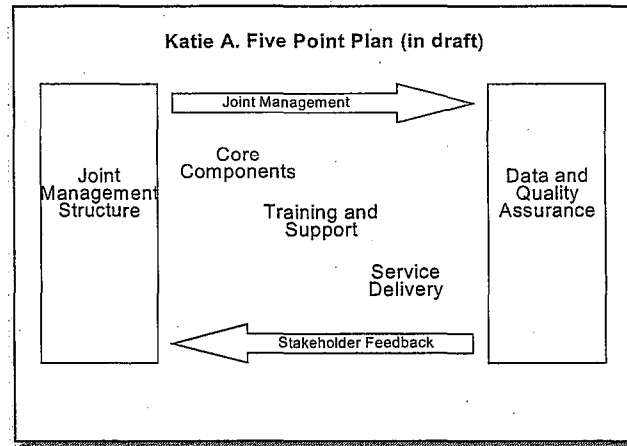 Katie A. Five Point Plan (in draft)
Joint Management
Joint
Management
Structure
Core
Components
Training and
Support
Service
Delivery
Data and
Quality
Assurance
Stakeholder Feedback